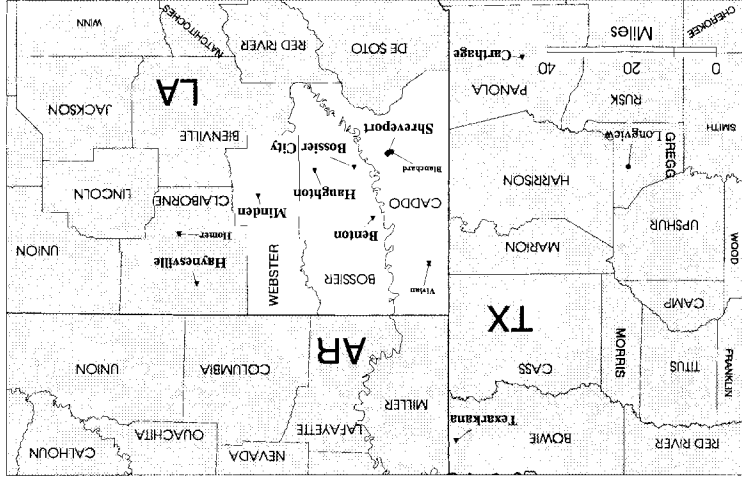 RED RIVER
BOWIE
Texarkana
NEVADA
CALHOUN
OUACHITA
LAFAYETTE
MILLER
FRANKLIN
TITUS
MORRIS
CASS
TX
AR
COLUMBIA
UNION
CAMP
WOOD
UPSHUR
MARION
Vivian
BOSSIER
WEBSTER
Haynesville
Homer
UNION
Benton
CADDO
Minden
CLAIBORNE
LINCOLN
HARRISON
GREGG
Longview
SMITH
Blanchard
Shreveport
Haughton
Bossier City
BIENVILLE
LA
JACKSON
RUSK
PANOLA
Carthage
0 20 40
Miles
CHEROKEE
DE SOTO
RED RIVER
NATCHITOCHES
WINN